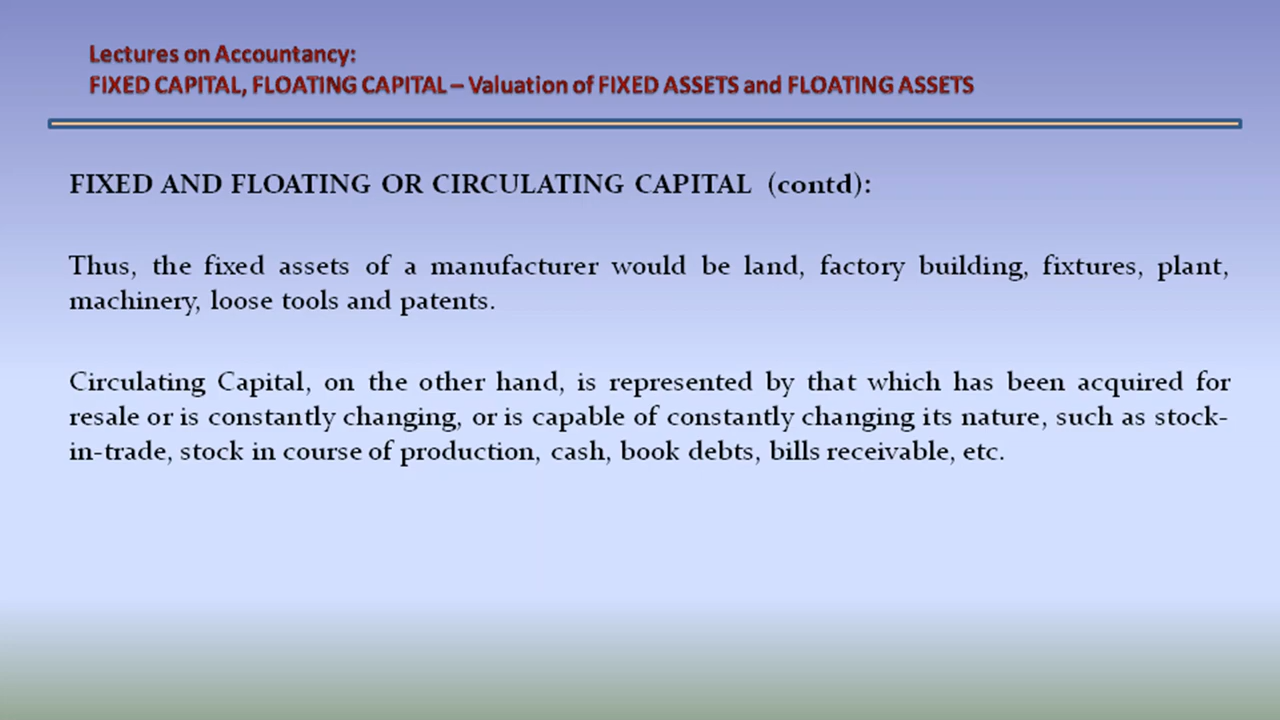 Lectures on Accountancy:
FIXED CAPITAL, FLOATING CAPITAL – Valuation of FIXED ASSETS and FLOATING ASSETS
FIXED AND FLOATING OR CIRCULATING CAPITAL (contd):
Thus, the fixed assets of a manufacturer would be land, factory building, fixtures, plant,
machinery, loose tools and patents.
Circulating Capital, on the other hand, is represented by that which has been acquired for
resale or is constantly changing, or is capable of constantly changing its nature, such as stock-
in-trade, stock in course of production, cash, book debts, bills receivable, etc.